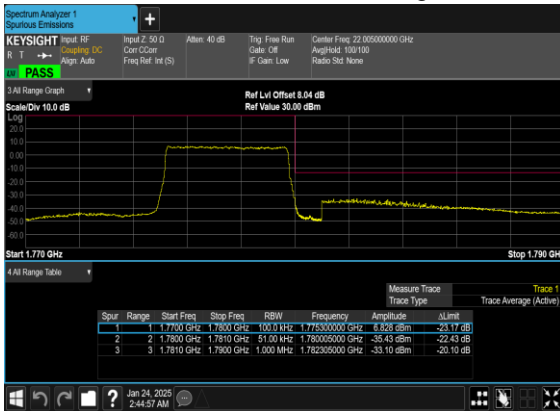 Spectrum Analyzer 1
Spurious Emissions
KEYSIGHT Input: RF Input Z: 50 Ω Atten: 40 dB Trig: Free Run Center Freq: 22.005000000 GHz
R T Coupling: DC Corr CCorr Gate: Off Avg|Hold: 100/100
Align: Auto Freq Ref: Int (S) IF Gain: Low Radio Std: None
PASS
3 All Range Graph Ref Lvl Offset 8.04 dB
Scale/Div 10.0 dB Ref Value 30.00 dBm
Log
20.0
10.0
0.00
-10.0
-20.0
-30.0
-40.0
-50.0
-60.0
Start 1.770 GHz Stop 1.790 GH
4 All Range Table
Measure Trace Trace 1
Trace Type Trace Average (Active)
Spur Range Start Freq Stop Freq RBW Frequency Amplitude ΔLimit
1 1 1.7700 GHz 1.7800 GHz 100.0 kHz 1.775300000 GHz 6.828 dBm -23.17 dB
2 2 1.7800 GHz 1.7810 GHz 51.00 kHz 1.780005000 GHz -35.43 dBm -22.43 dB
3 3 1.7810 GHz 1.7900 GHz 1.000 MHz 1.782305000 GHz -33.10 dBm -20.10 dB
? Jan 24, 2025
2:44:57 AM